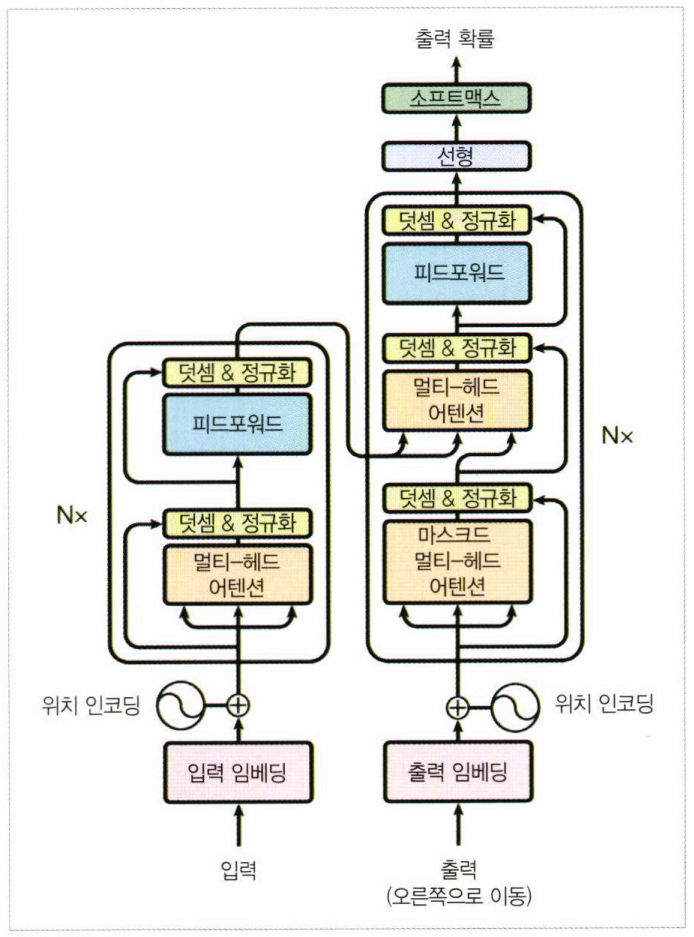 출력 확률
소프트맥스
선형
덧셈 & 정규화
피드포워드
덧셈 & 정규화
멀티-헤드
어텐션
Nx
덧셈 & 정규화
마스크드
멀티-헤드
어텐션
덧셈 & 정규화
피드포워드
Nx
덧셈 & 정규화
멀티-헤드
어텐션
위치 인코딩
위치 인코딩
입력 임베딩
출력 임베딩
입력
출력
(오른쪽으로 이동)